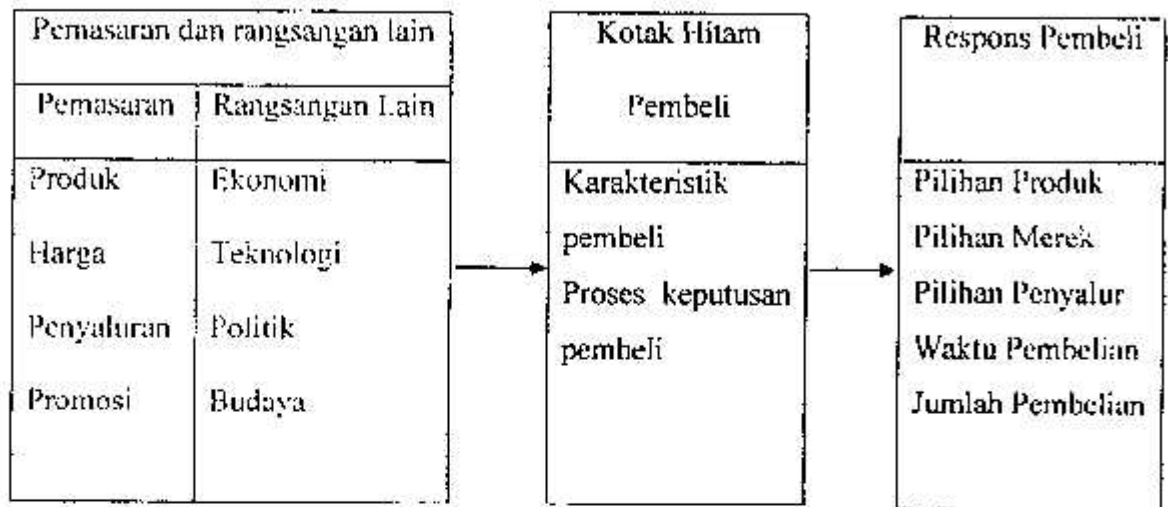 Pemasaran dan rangsangan lain
Pemasaran Rangsangan Lain
Produk Ekonomi
Harga Teknologi
Penyaluran Politik
Promosi Budaya
Kotak Hitam
Pembeli
Karakteristik
pembeli
Proses keputusan
pembeli
Respons Pembeli
Pilihan Produk
Pilihan Merek
Pilihan Penyalur
Waktu Pembelian
Jumlah Pembelian